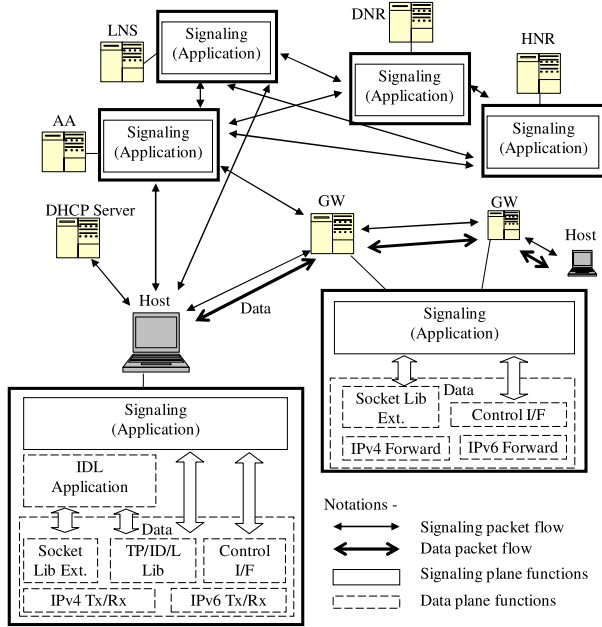 DNR
LNS
Signaling
(Application)
HNR
Signaling
(Application)
AA
Signaling
(Application)
Signaling
(Application)
DHCP Server
GW
GW
Host
Host
Data
Signaling
(Application)
Data
Socket Lib
Ext.
Control I/F
IPv4 Forward
IPv6 Forward
Signaling
(Application)
IDL
Application
Data
Socket
Lib Ext.
TP/ID/L
Lib
Control
I/F
IPv4 Tx/Rx
IPv6 Tx/Rx
Notations -
Signaling packet flow
Data packet flow
Signaling plane functions
Data plane functions